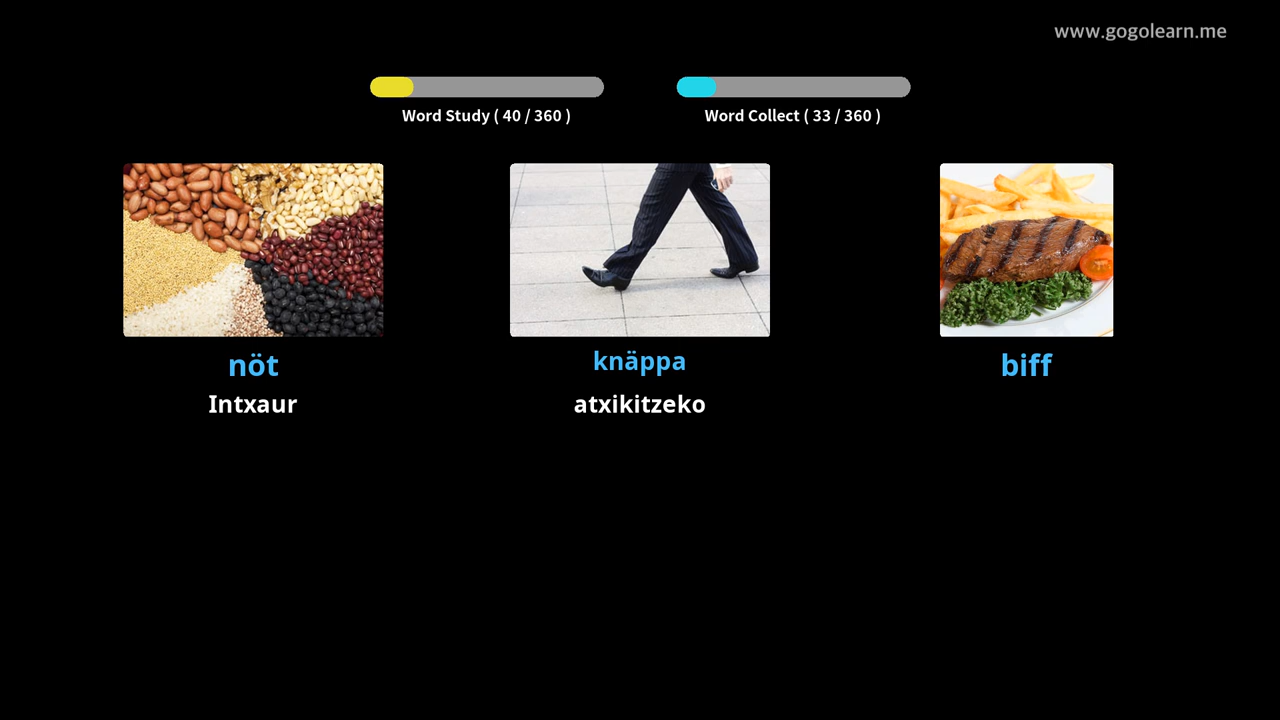 www.gogolearn.me
Word Study ( 40 / 360 )
Word Collect ( 33 / 360 )
nöt
knäppa
biff
Intxaur
atxikitzeko